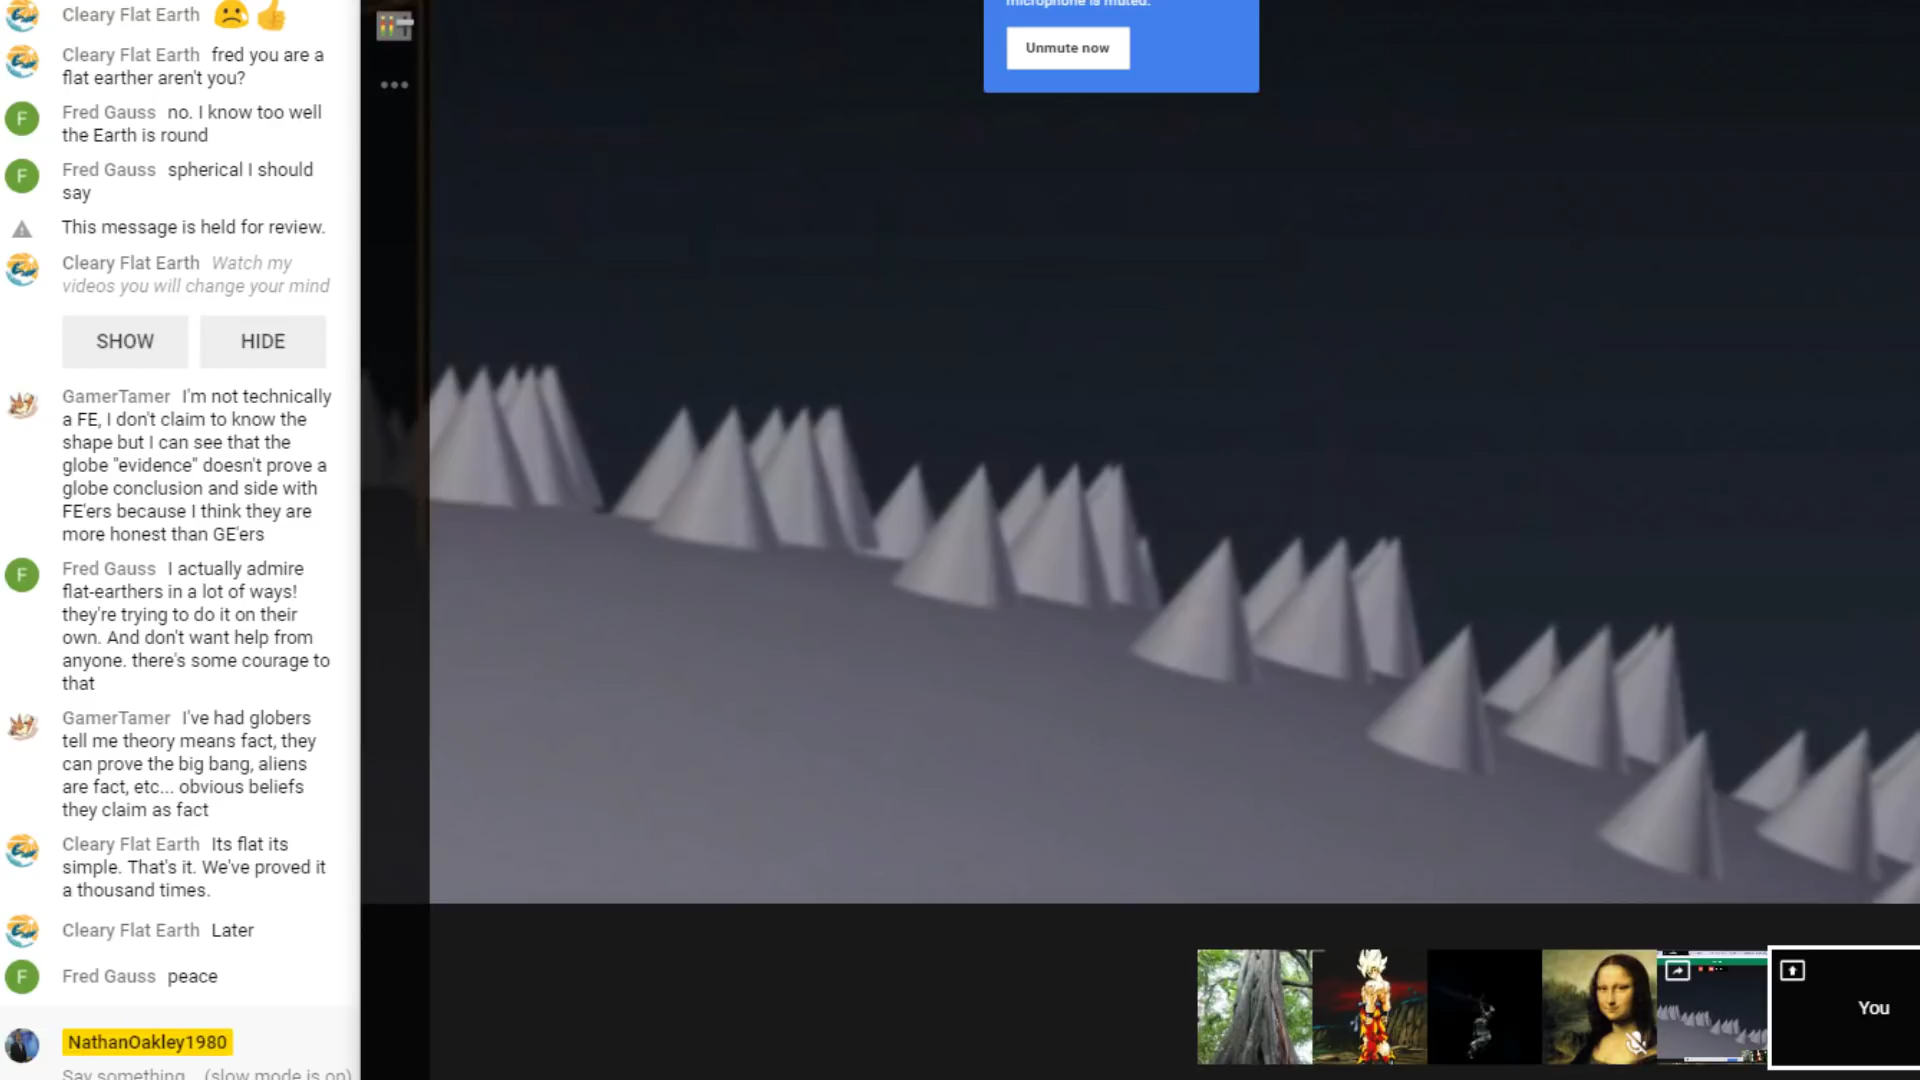 Cleary Flat Earth
Cleary Flat Earth fred you are a
flat earther aren't you?
Fred Gauss no. I know too well
the Earth is round
Fred Gauss spherical I should
say
This message is held for review.
Cleary Flat Earth Watch my
videos you will change your mind
SHOW HIDE
GamerTamer I'm not technically
a FE, I don't claim to know the
shape but I can see that the
globe "evidence" doesn't prove a
globe conclusion and side with
FE'ers because I think they are
more honest than GE'ers
Fred Gauss I actually admire
flat-earthers in a lot of ways!
they're trying to do it on their
own. And don't want help from
anyone. there's some courage to
that
GamerTamer I've had globers
tell me theory means fact, they
can prove the big bang, aliens
are fact, etc... obvious beliefs
they claim as fact
Cleary Flat Earth Its flat its
simple. That's it. We've proved it
a thousand times.
Cleary Flat Earth Later
Fred Gauss peace
NathanOakley1980
Say something... (slow mode is on)
microphone is muted.
Unmute now
You
F
F
F
F